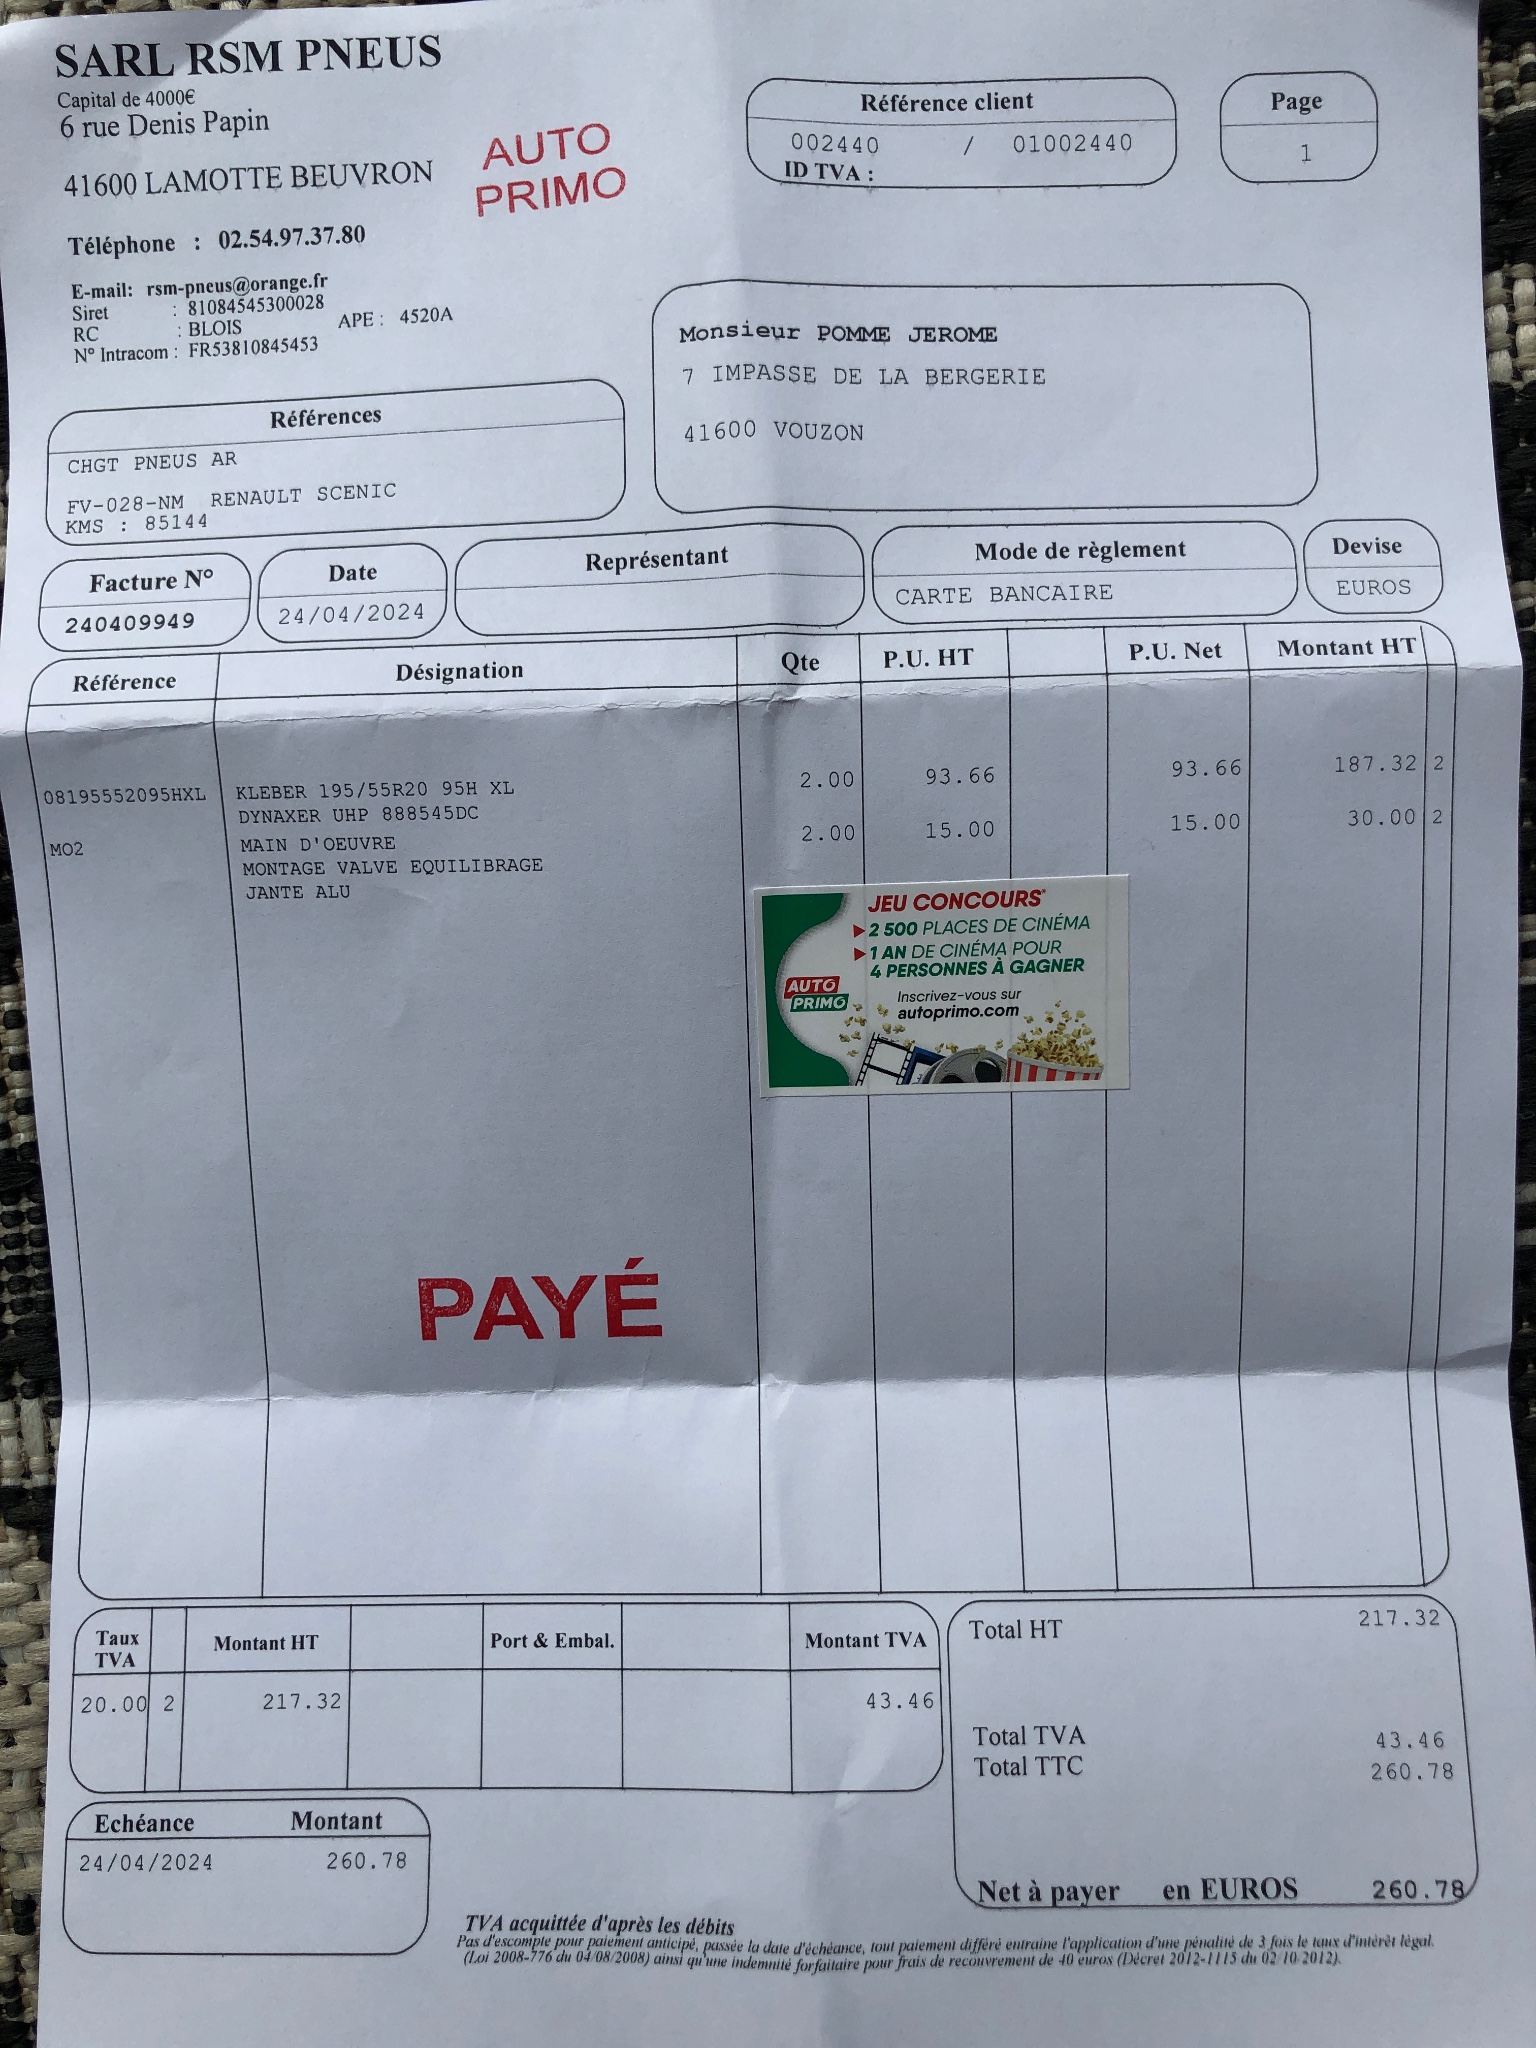 SARL RSM PNEUS
Capital de 4000€
6 rue Denis Papin
41600 LAMOTTE BEUVRON
AUTO
PRIMO
Téléphone : 02.54.97.37.80
E-mail: rsm-pneus@orange.fr
Siret : 81084545300028
RC : BLOIS APE : 4520A
N° Intracom : FR53810845453
Référence client
002440 / 01002440
ID TVA :
Page
1
Monsieur POMME JEROME
7 IMPASSE DE LA BERGERIE
41600 VOUZON
Références
CHGT PNEUS AR
FV-028-NM RENAULT SCENIC
KMS : 85144
Facture N° Date Représentant Mode de règlement Devise
240409949 24/04/2024 CARTE BANCAIRE EUROS
Référence Désignation Qte P.U. HT P.U. Net Montant HT
08195552095HXL KLEBER 195/55R20 95H XL 2.00 93.66 93.66 187.32 2
DYNAXER UHP 888545DC
MO2 MAIN D'OEUVRE 2.00 15.00 15.00 30.00 2
MONTAGE VALVE EQUILIBRAGE
JANTE ALU
JEU CONCOURS*
2 500 PLACES DE CINÉMA
1 AN DE CINÉMA POUR
4 PERSONNES À GAGNER
AUTO
PRIMO
Inscrivez-vous sur
autoprimo.com
PAYÉ
Taux TVA Montant HT Port & Embal. Montant TVA
20.00 2 217.32 43.46
Total HT 217.32
Total TVA 43.46
Total TTC 260.78
Net à payer en EUROS 260.78
Echéance Montant
24/04/2024 260.78
TVA acquittée d'après les débits
Pas d'escompte pour paiement anticipé, passée la date d'échéance, tout paiement différé entraine l'application d'une pénalité de 3 fois le taux d'intérêt légal.
(Loi 2008-776 du 04/08/2008) ainsi qu'une indemnité forfaitaire pour frais de recouvrement de 40 euros (Décret 2012-1115 du 02/10/2012).